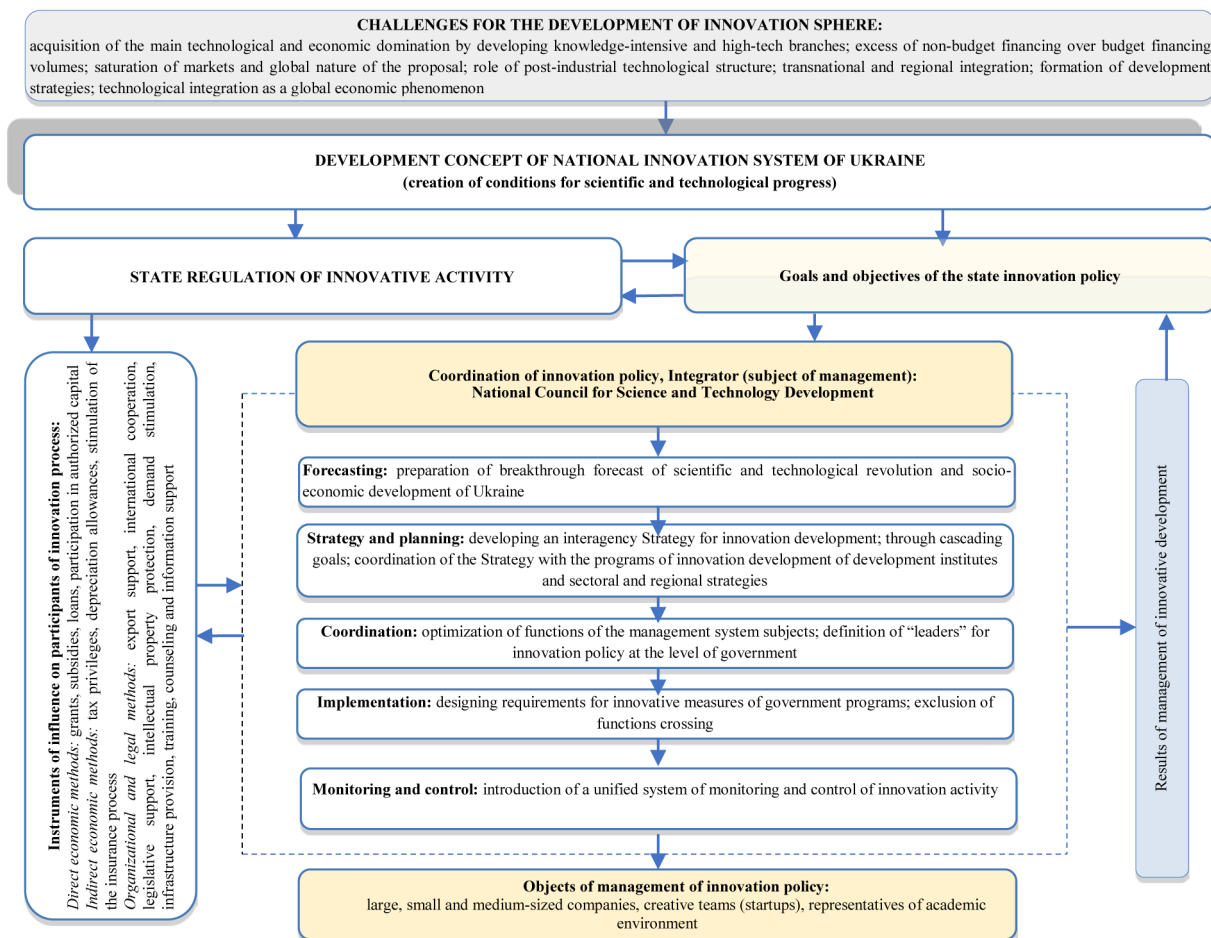 CHALLENGES FOR THE DEVELOPMENT OF INNOVATION SPHERE:
acquisition of the main technological and economic domination by developing knowledge-intensive and high-tech branches; excess of non-budget financing over budget financing
volumes; saturation of markets and global nature of the proposal; role of post-industrial technological structure; transnational and regional integration; formation of development
strategies; technological integration as a global economic phenomenon
DEVELOPMENT CONCEPT OF NATIONAL INNOVATION SYSTEM OF UKRAINE
(creation of conditions for scientific and technological progress)
STATE REGULATION OF INNOVATIVE ACTIVITY
Goals and objectives of the state innovation policy
Instruments of influence on participants of innovation process:
Direct economic methods: grants, subsidies, loans, participation in authorized capital
Indirect economic methods: tax privileges, depreciation allowances, stimulation of
the insurance process
Organizational and legal methods: export support, international cooperation,
legislative support, intellectual property protection, demand stimulation,
infrastructure provision, training, counseling and information support
Coordination of innovation policy, Integrator (subject of management):
National Council for Science and Technology Development
Forecasting: preparation of breakthrough forecast of scientific and technological revolution and socio-
economic development of Ukraine
Strategy and planning: developing an interagency Strategy for innovation development; through cascading
goals; coordination of the Strategy with the programs of innovation development of development institutes
and sectoral and regional strategies
Coordination: optimization of functions of the management system subjects; definition of “leaders” for
innovation policy at the level of government
Implementation: designing requirements for innovative measures of government programs; exclusion of
functions crossing
Monitoring and control: introduction of a unified system of monitoring and control of innovation activity
Objects of management of innovation policy:
large, small and medium-sized companies, creative teams (startups), representatives of academic
environment
Results of management of innovative development